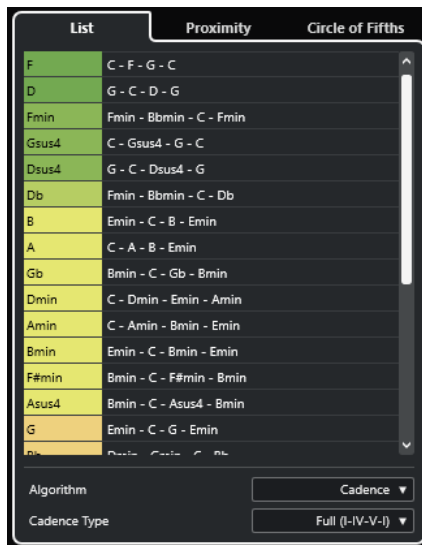 List Proximity Circle of Fifths
F C - F - G - C
D G - C - D - G
Fmin Fmin - Bbmin - C - Fmin
Gsus4 C - Gsus4 - G - C
Dsus4 G - C - Dsus4 - G
Db Fmin - Bbmin - C - Db
B Emin - C - B - Emin
A C - A - B - Emin
Gb Bmin - C - Gb - Bmin
Dmin C - Dmin - Emin - Amin
Amin C - Amin - Bmin - Emin
Bmin Emin - C - Bmin - Emin
F#min Bmin - C - F#min - Bmin
Asus4 Bmin - C - Asus4 - Bmin
G Emin - C - G - Emin
Algorithm Cadence
Cadence Type Full (I-IV-V-I)